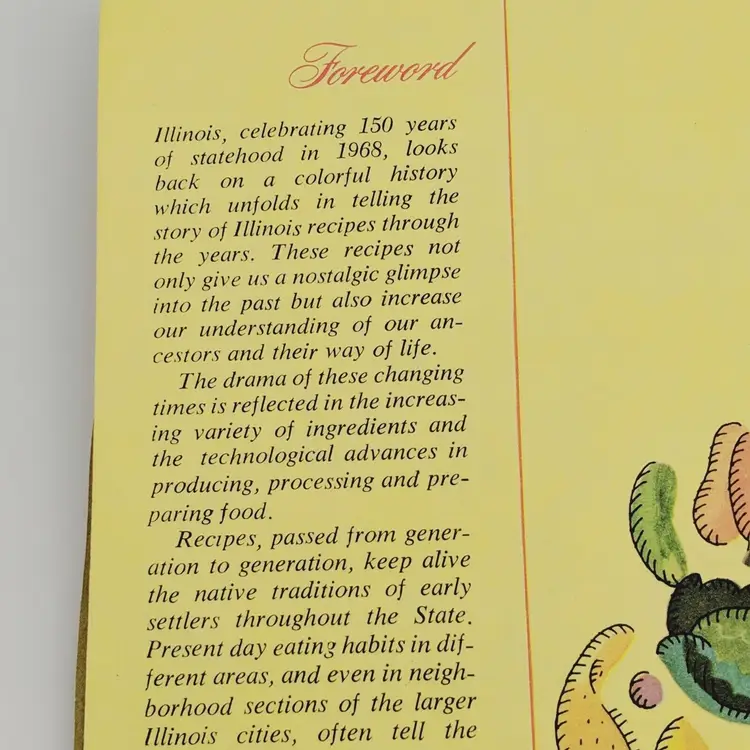 Foreword
Illinois, celebrating 150 years
of statehood in 1968, looks
back on a colorful history
which unfolds in telling the
story of Illinois recipes through
the years. These recipes not
only give us a nostalgic glimpse
into the past but also increase
our understanding of our an-
cestors and their way of life.
The drama of these changing
times is reflected in the increas-
ing variety of ingredients and
the technological advances in
producing, processing and pre-
paring food.
Recipes, passed from gener-
ation to generation, keep alive
the native traditions of early
settlers throughout the State.
Present day eating habits in dif-
ferent areas, and even in neigh-
borhood sections of the larger
Illinois cities, often tell the